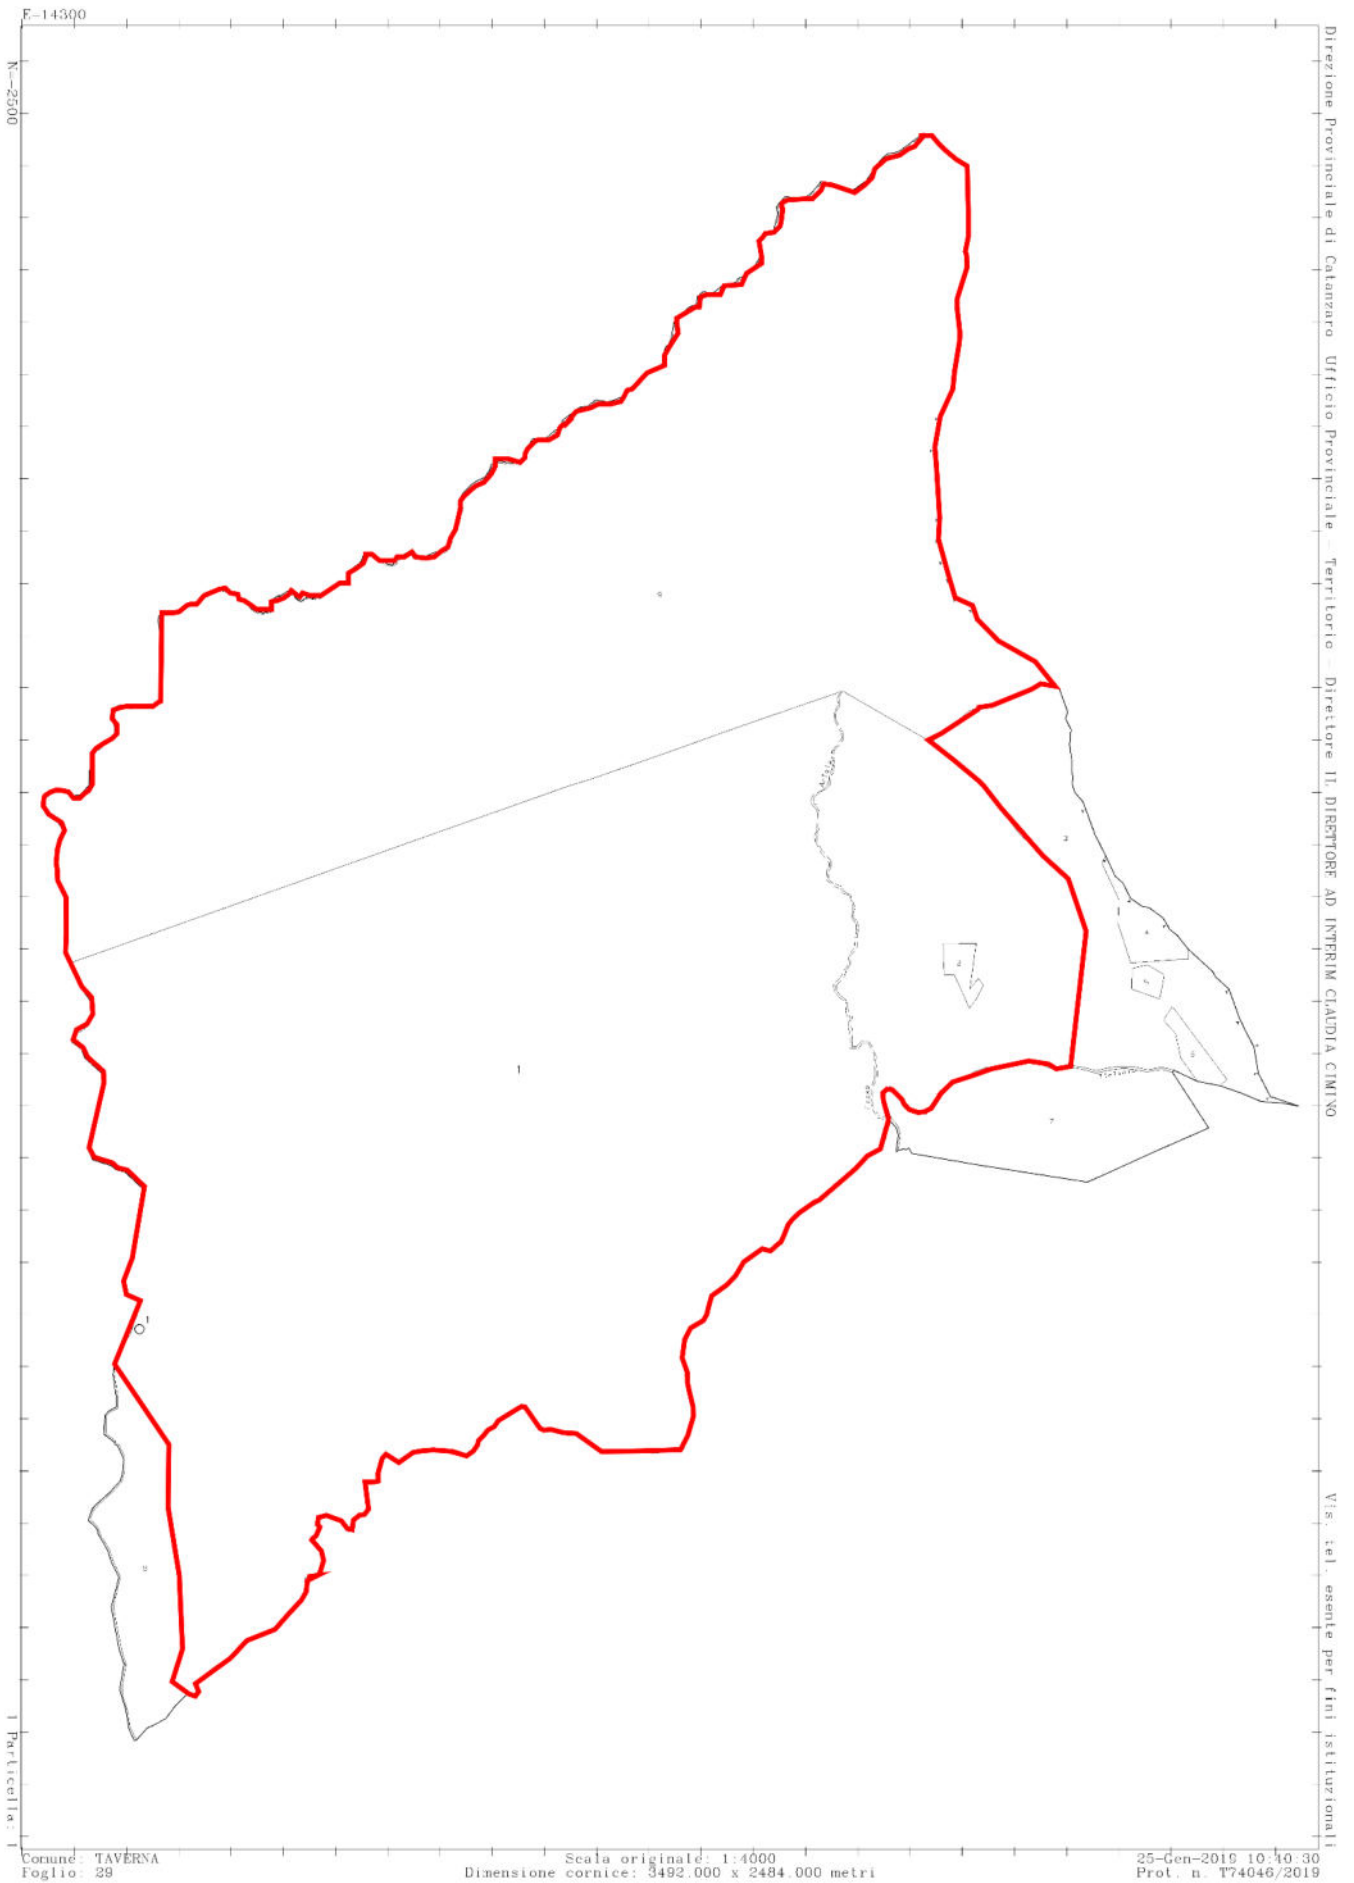 E-14300
N--2500
Direzione Provinciale di Catanzaro Ufficio Provinciale - Territorio - Direttore IL DIRETTORE AD INTERIM CLAUDIA CIMINO
Vis. tel. esente per fini istituzionali
1 Particella: 1
2
4
7
1
1
Comune: TAVERNA
Foglio: 29
Scala originale: 1:4000
Dimensione cornice: 3492.000 x 2484.000 metri
25-Gen-2019 10:40:30
Prot. n. T74046/2019